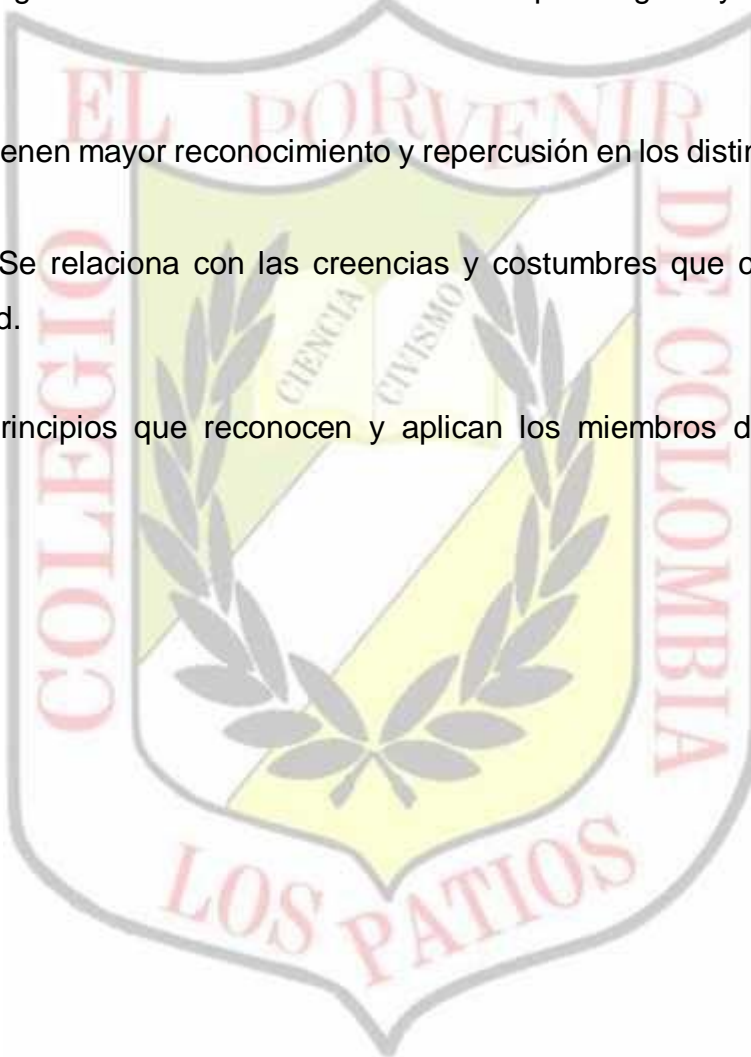 EL PORVENIR
enen mayor reconocimiento y repercusión en los distin
Se relaciona con las creencias y costumbres que
d.
CIENCIA
CIVISMO
rincipios que reconocen y aplican los miembros d
COLEGIO
DE COLOMBIA
LOS PATIOS